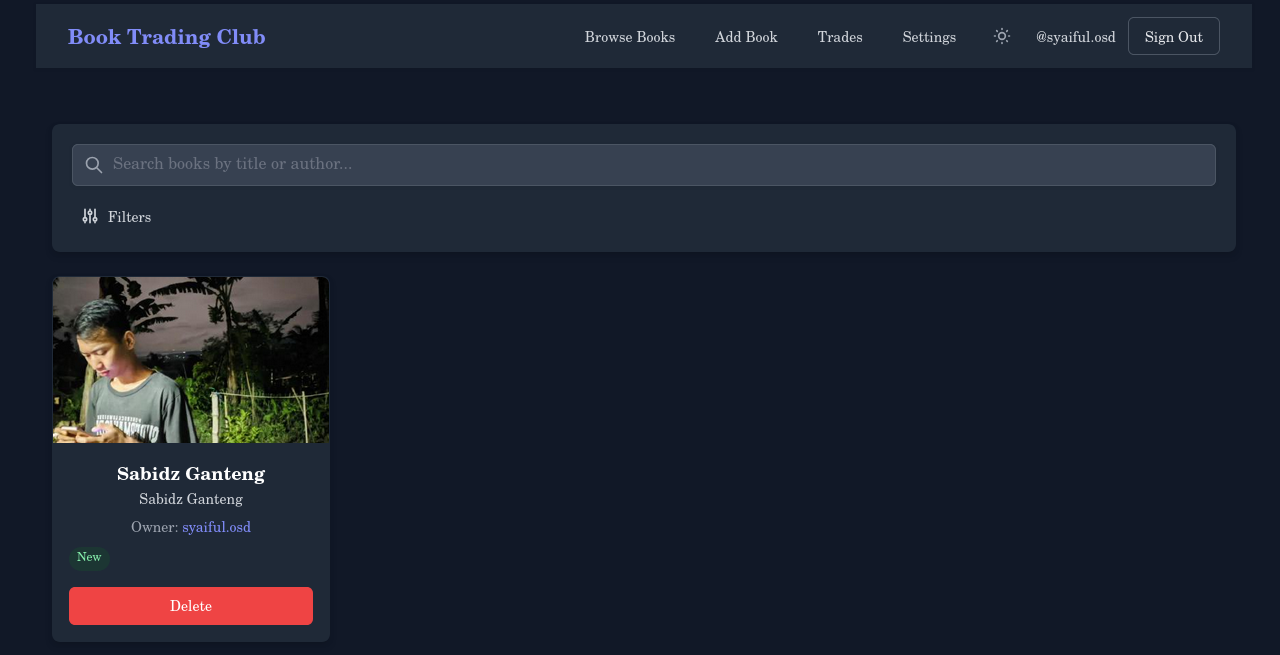 Book Trading Club
Browse Books
Add Book
Trades
Settings
@syaiful.osd
Sign Out
Search books by title or author...
Filters
Sabidz Ganteng
Sabidz Ganteng
Owner: syaiful.osd
New
Delete